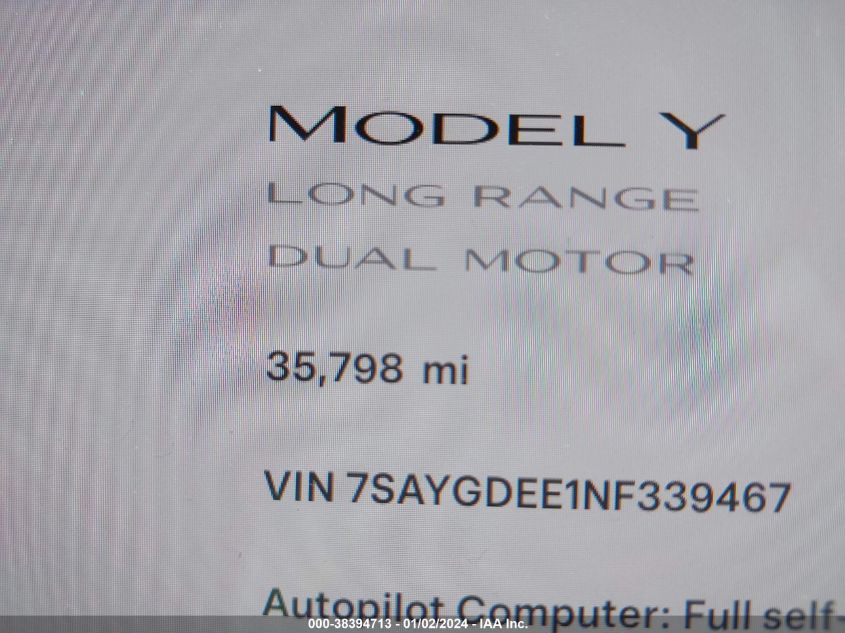 MODEL Y
LONG RANGE
DUAL MOTOR
35,798 mi
VIN 7SAYGDEE1NF339467
Autopilot Computer: Full self-
000-38394713 - 01/02/2024 - IAA Inc.